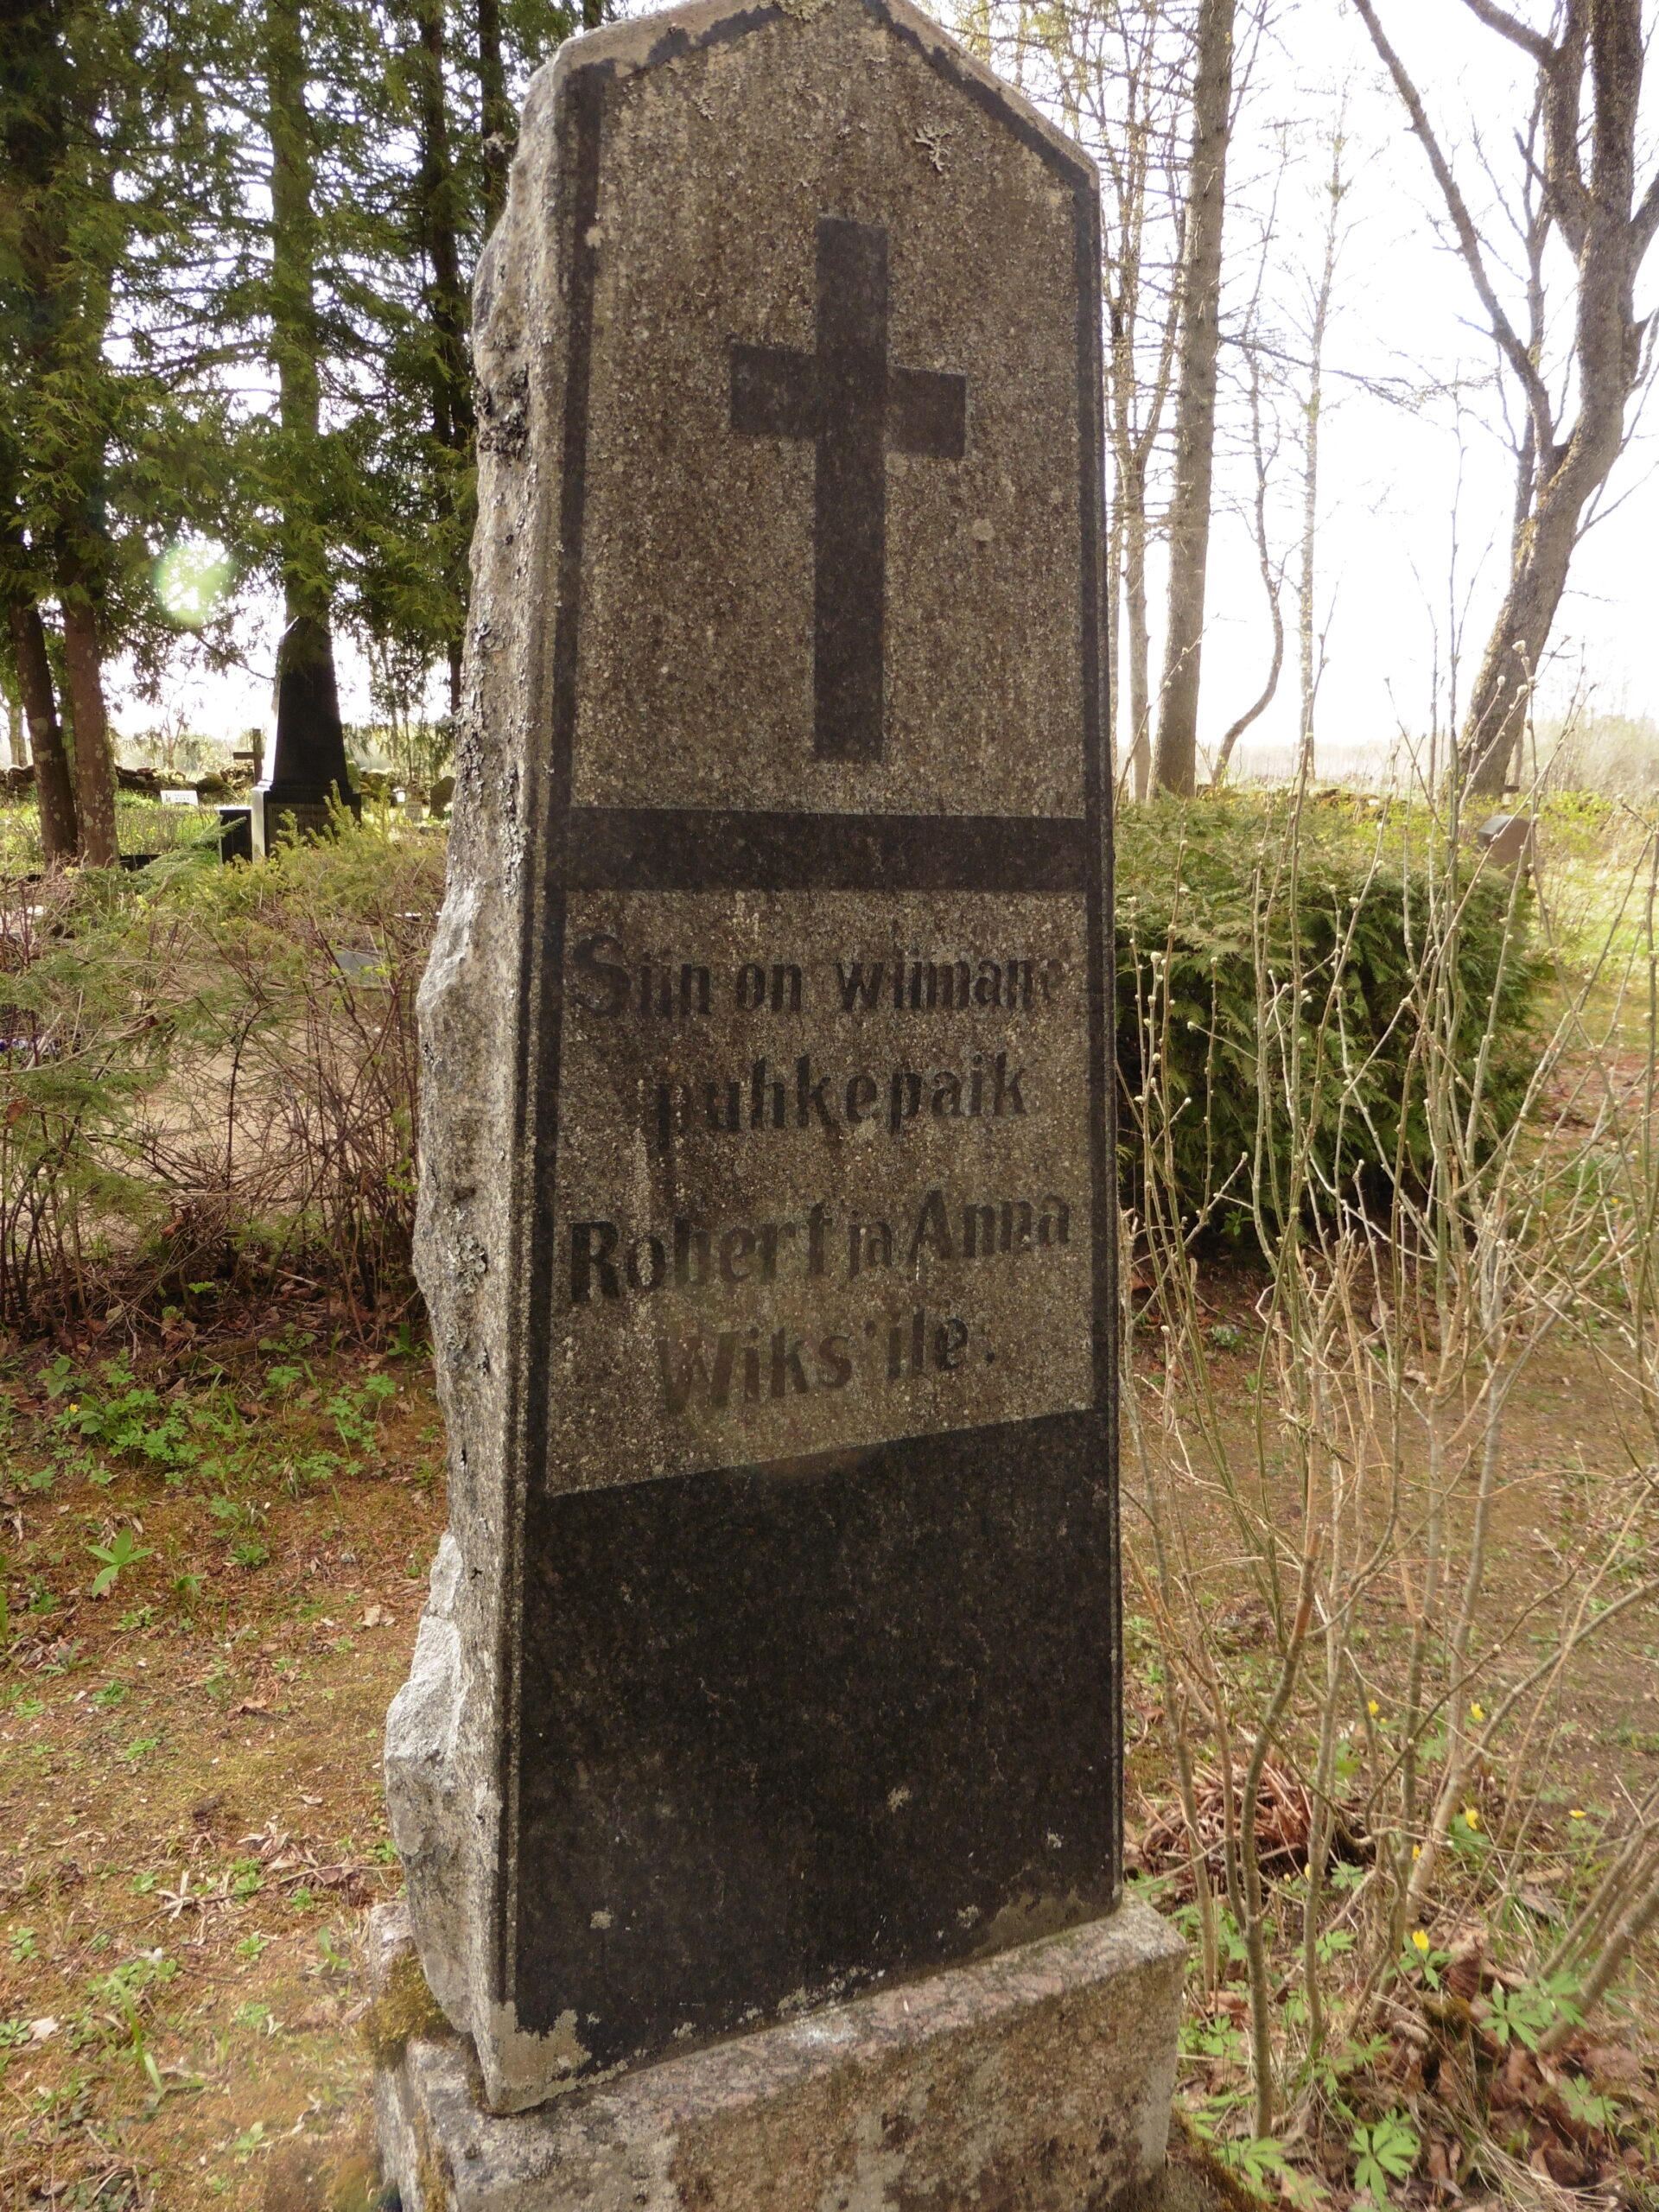 Siin on wiimane
puhkepaik
Robert ja Anna
Wiks'ile.